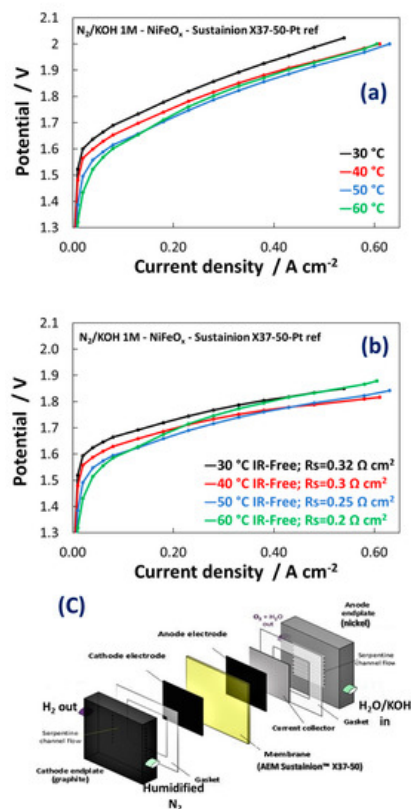 N₂/KOH 1M - NiFeOₓ - Sustainion X37-50-Pt ref
2.1
2
1.9
1.8
1.7
1.6
1.5
1.4
1.3
Potential / V
(a)
30 °C
40 °C
50 °C
60 °C
0.00
0.20
0.40
0.60
Current density / A cm⁻²
N₂/KOH 1M - NiFeOₓ - Sustainion X37-50-Pt ref
2.1
2
1.9
1.8
1.7
1.6
1.5
1.4
1.3
Potential / V
(b)
30 °C IR-Free; Rs=0.32 Ω cm²
40 °C IR-Free; Rs=0.3 Ω cm²
50 °C IR-Free; Rs=0.25 Ω cm²
60 °C IR-Free; Rs=0.2 Ω cm²
0.00
0.20
0.40
0.60
Current density / A cm⁻²
(C)
Anode endplate
(nickel)
O₂ + H₂O
out
Anode electrode
Serpentine
channel flow
Cathode electrode
H₂ out
H2O/KOH
in
Serpentine
channel flow
Current collector
Gasket
Membrane
(AEM Sustainion™ X37-50)
Gasket
Cathode endplate
(graphite)
Humidified
N₂